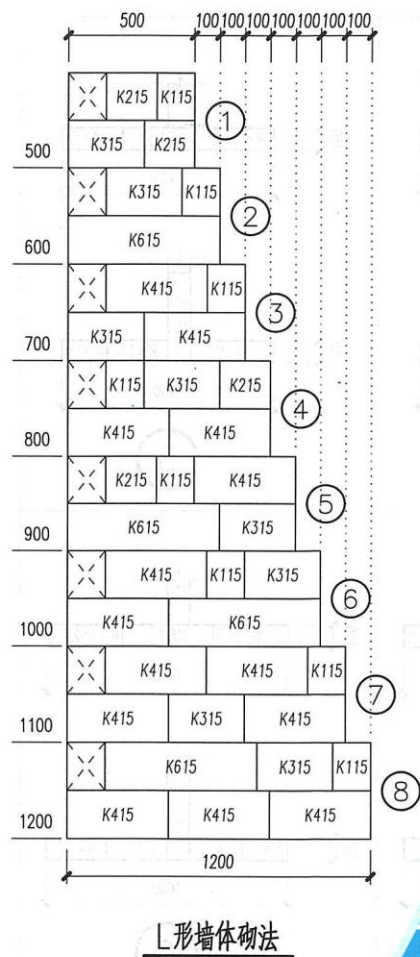 500 100 100 100 100 100 100 100
K215 K115
①
K315 K215
500
K315 K115
②
K615
600
K415 K115
③
K315 K415
700
K115 K315 K215
④
K415 K415
800
K215 K115 K415
⑤
K615 K315
900
K415 K115 K315
⑥
K415 K615
1000
K415 K415 K115
⑦
K415 K315 K415
1100
K615 K315 K115
⑧
K415 K415 K415
1200
1200
L形墙体砌法